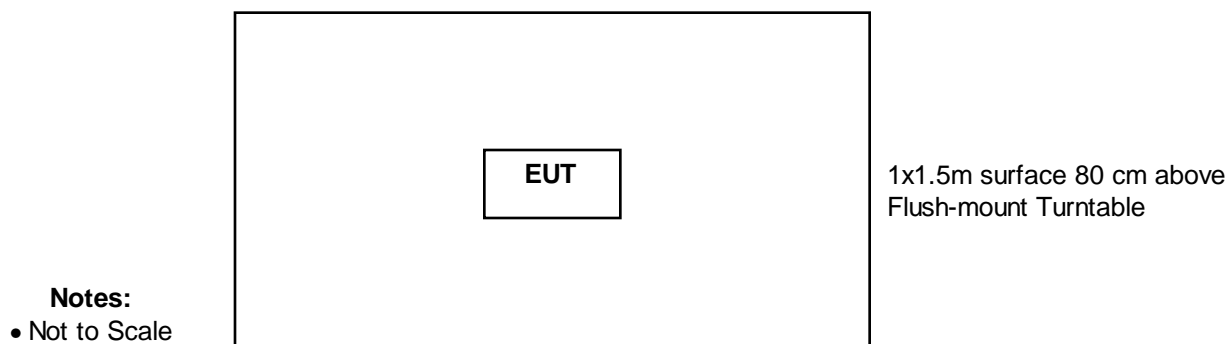 EUT
1x1.5m surface 80 cm above
Flush-mount Turntable
Notes:
• Not to Scale